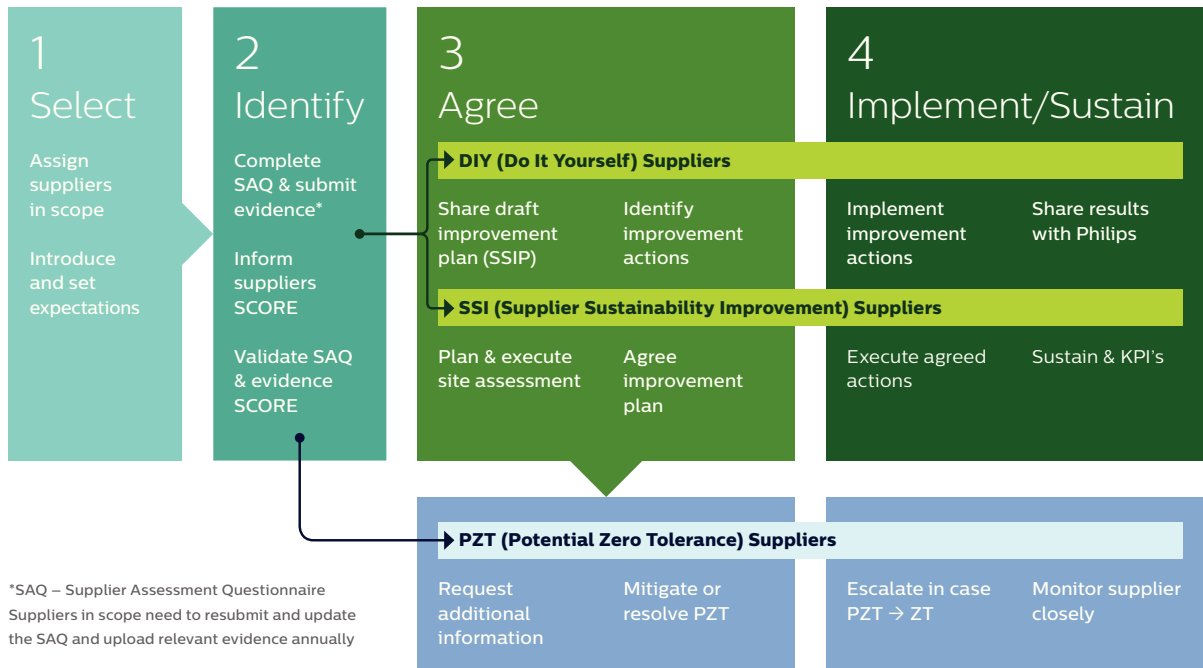 1
Select
Assign
suppliers
in scope
Introduce
and set
expectations
2
Identify
Complete
SAQ & submit
evidence*
Inform
suppliers
SCORE
Validate SAQ
& evidence
SCORE
3
Agree
4
Implement/Sustain
DIY (Do It Yourself) Suppliers
Share draft
improvement
plan (SSIP)
Identify
improvement
actions
Implement
improvement
actions
Share results
with Philips
SSI (Supplier Sustainability Improvement) Suppliers
Plan & execute
site assessment
Agree
improvement
plan
Execute agreed
actions
Sustain & KPI's
PZT (Potential Zero Tolerance) Suppliers
Request
additional
information
Mitigate or
resolve PZT
Escalate in case
PZT → ZT
Monitor supplier
closely
*SAQ – Supplier Assessment Questionnaire
Suppliers in scope need to resubmit and update
the SAQ and upload relevant evidence annually